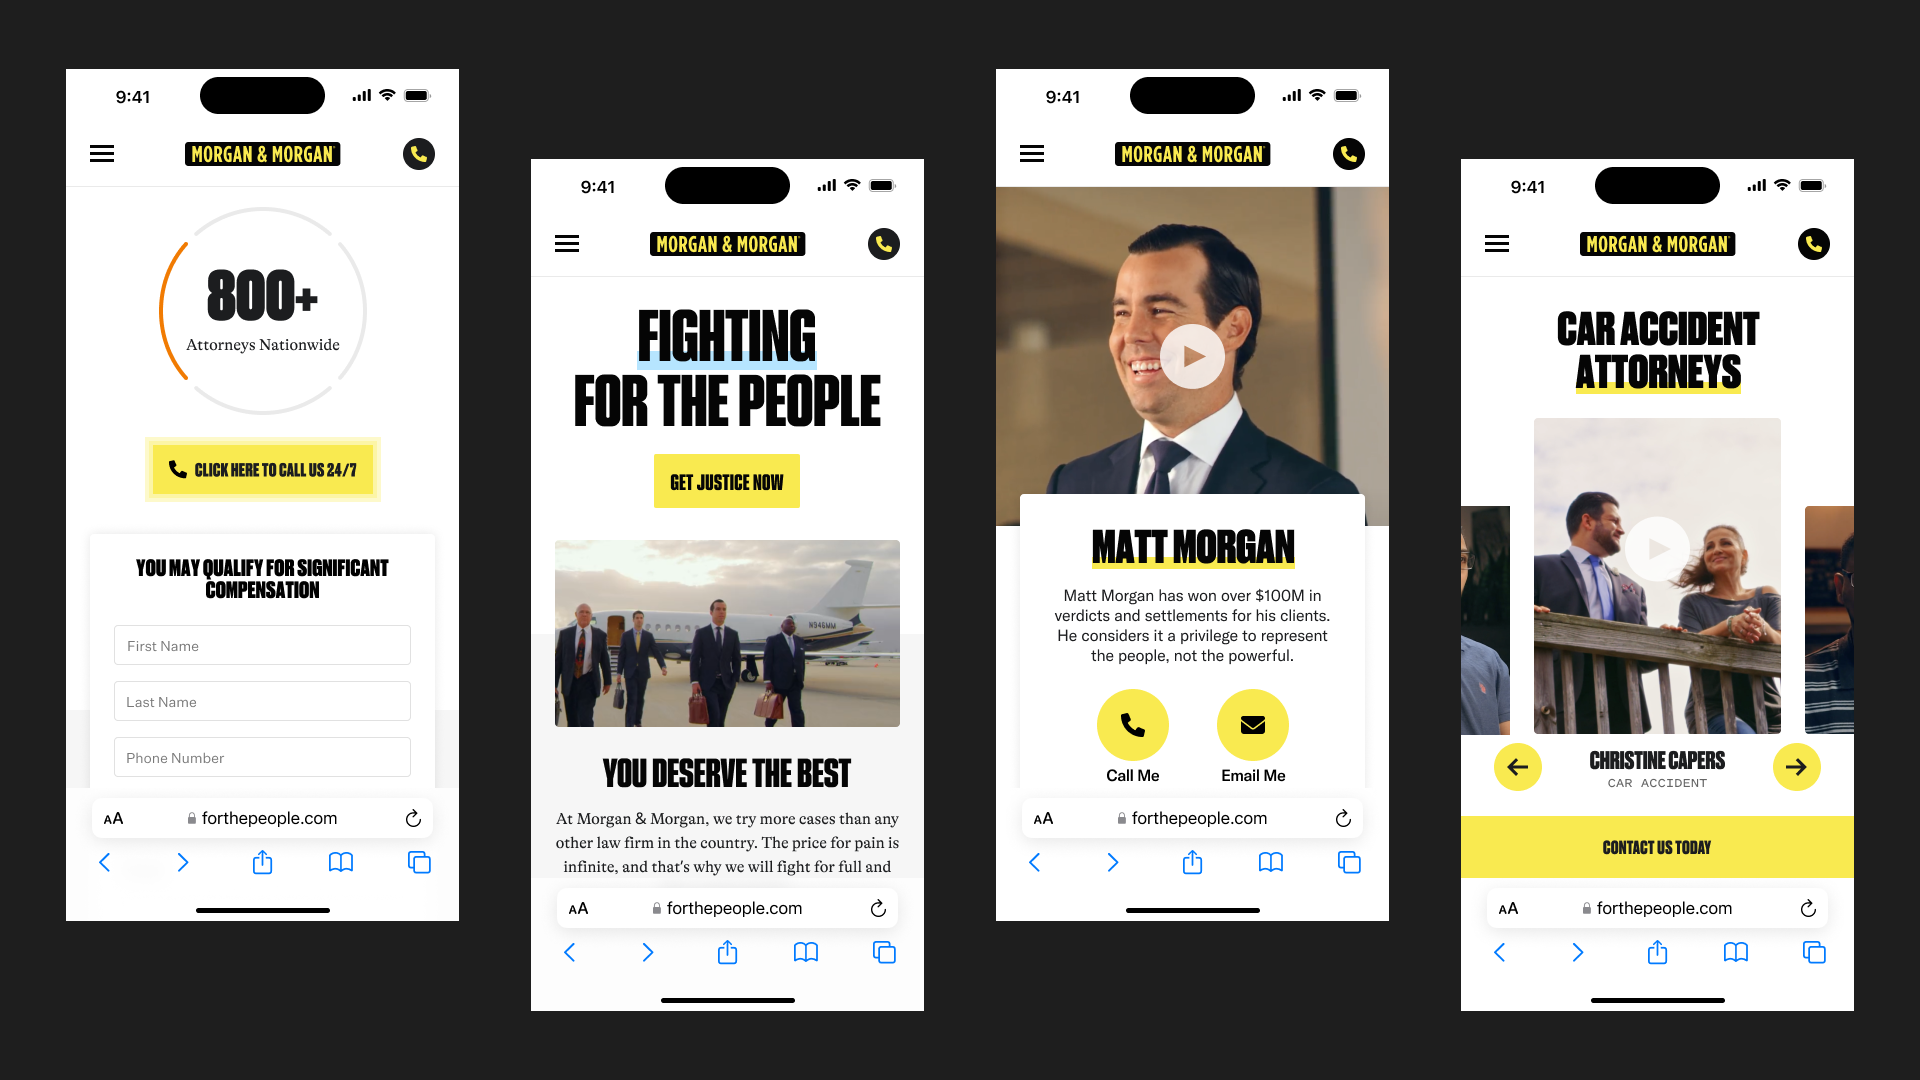 9:41
MORGAN & MORGAN
800+
Attorneys Nationwide
CLICK HERE TO CALL US 24/7
YOU MAY QUALIFY FOR SIGNIFICANT
COMPENSATION
First Name
Last Name
Phone Number
AA
forthepeople.com
9:41
MORGAN & MORGAN
FIGHTING
FOR THE PEOPLE
GET JUSTICE NOW
N946MM
YOU DESERVE THE BEST
At Morgan & Morgan, we try more cases than any
other law firm in the country. The price for pain is
infinite, and that's why we will fight for full and
AA
forthepeople.com
9:41
MORGAN & MORGAN
MATT MORGAN
Matt Morgan has won over $100M in
verdicts and settlements for his clients.
He considers it a privilege to represent
the people, not the powerful.
Call Me
Email Me
AA
forthepeople.com
9:41
MORGAN & MORGAN
CAR ACCIDENT
ATTORNEYS
CHRISTINE CAPERS
CAR ACCIDENT
CONTACT US TODAY
AA
forthepeople.com